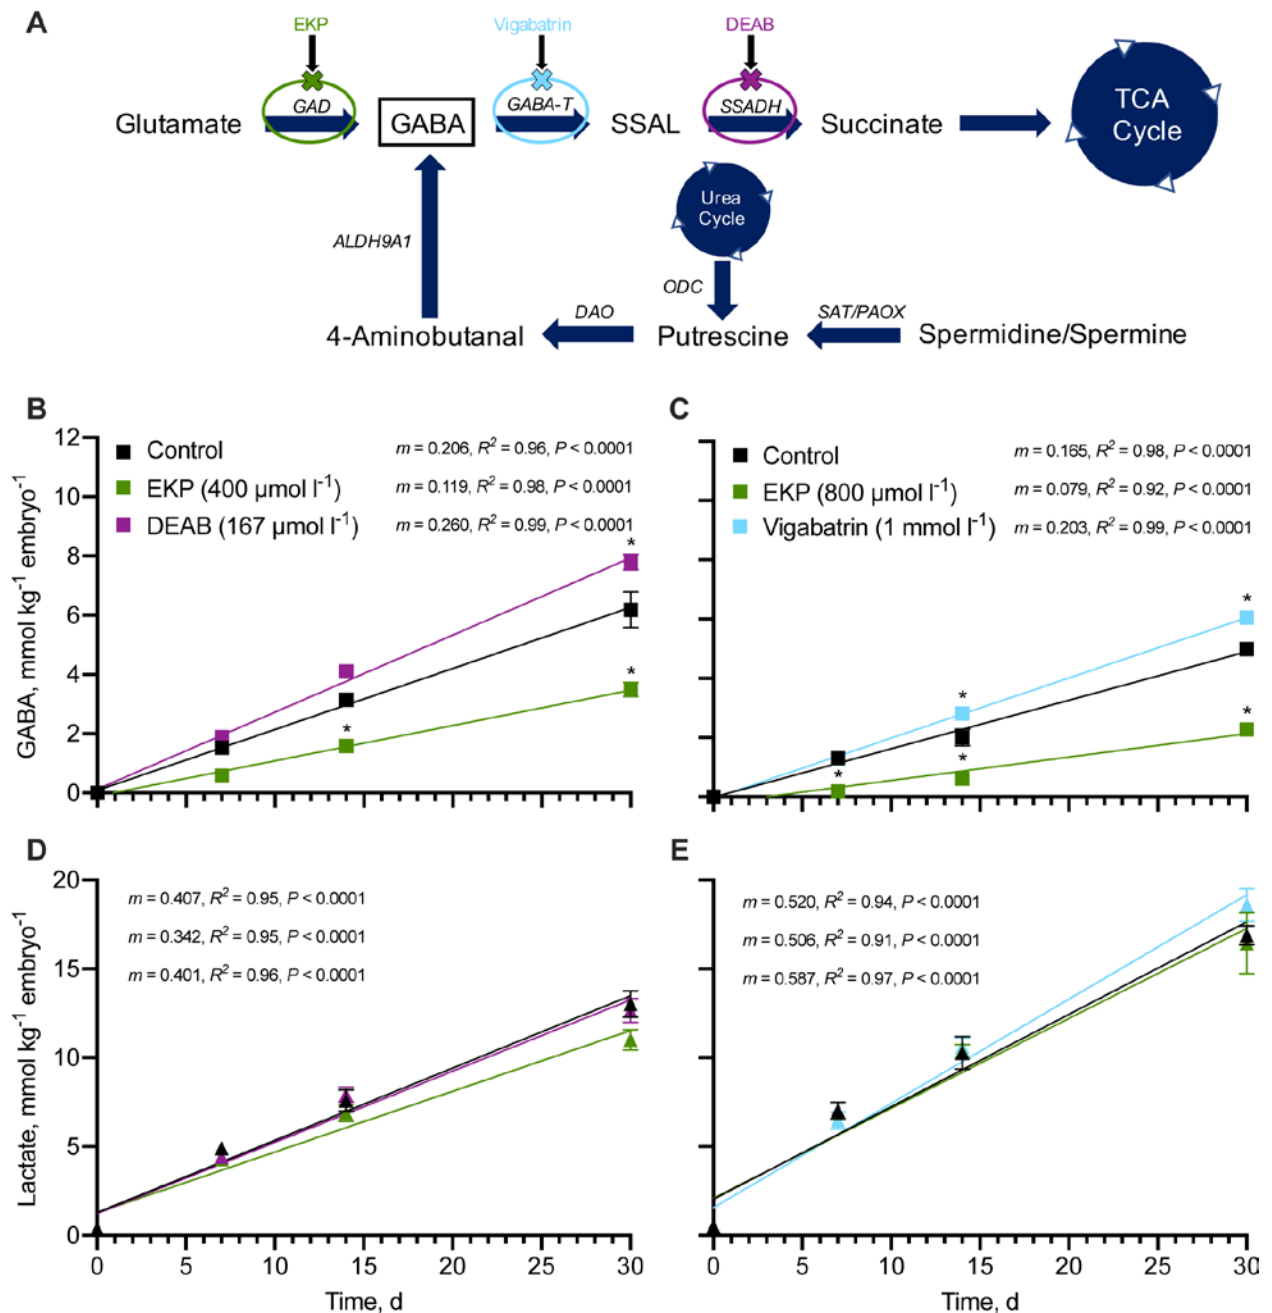 A
EKP
Vigabatrin
DEAB
GAD
GABA-T
SSADH
Glutamate
GABA
SSAL
Succinate
TCA
Cycle
Urea
Cycle
ALDH9A1
ODC
DAO
SAT/PAOX
4-Aminobutanal
Putrescine
Spermidine/Spermine
B
12
10
8
6
4
2
0
GABA, mmol kg⁻¹ embryo⁻¹
Control
EKP (400 µmol l⁻¹)
DEAB (167 µmol l⁻¹)
m = 0.206, R² = 0.96, P < 0.0001
m = 0.119, R² = 0.98, P < 0.0001
m = 0.260, R² = 0.99, P < 0.0001
*
*
*
C
Control
EKP (800 µmol l⁻¹)
Vigabatrin (1 mmol l⁻¹)
m = 0.165, R² = 0.98, P < 0.0001
m = 0.079, R² = 0.92, P < 0.0001
m = 0.203, R² = 0.99, P < 0.0001
*
*
*
*
*
D
20
15
10
5
0
Lactate, mmol kg⁻¹ embryo⁻¹
m = 0.407, R² = 0.95, P < 0.0001
m = 0.342, R² = 0.95, P < 0.0001
m = 0.401, R² = 0.96, P < 0.0001
0 5 10 15 20 25 30
Time, d
E
m = 0.520, R² = 0.94, P < 0.0001
m = 0.506, R² = 0.91, P < 0.0001
m = 0.587, R² = 0.97, P < 0.0001
0 5 10 15 20 25 30
Time, d